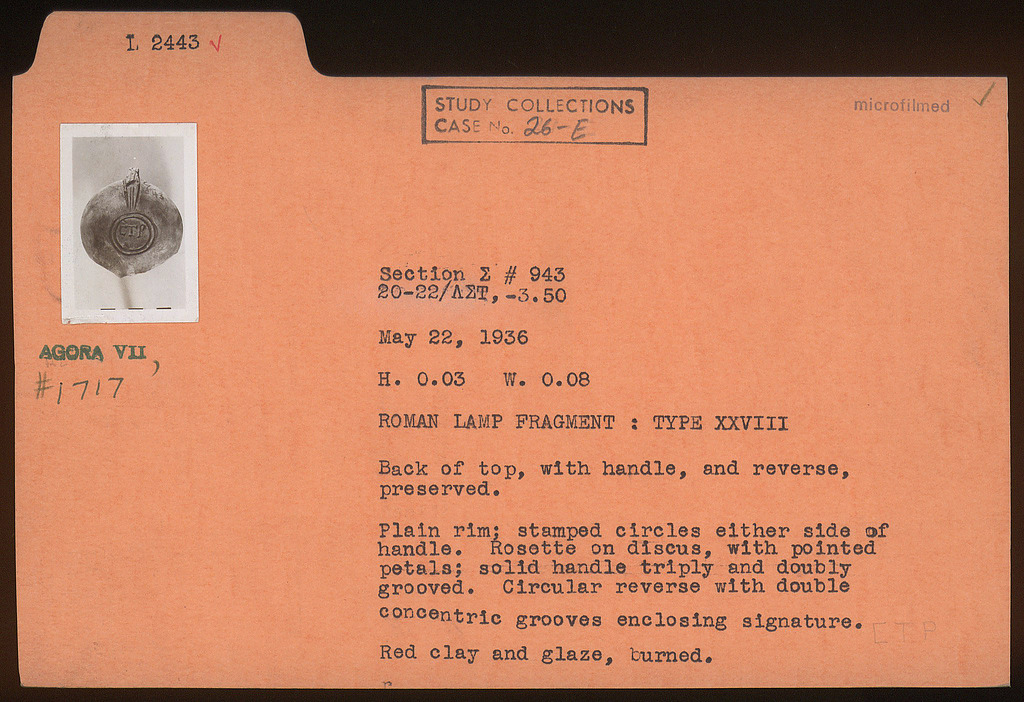 L 2443 ✓
STUDY COLLECTIONS
CASE No. 26-E
microfilmed ✓
AGORA VII,
#1717
Section Σ # 943
20-22/ΛΣΤ, -3.50
May 22, 1936
H. 0.03 W. 0.08
ROMAN LAMP FRAGMENT : TYPE XXVIII
Back of top, with handle, and reverse,
preserved.
Plain rim; stamped circles either side of
handle. Rosette on discus, with pointed
petals; solid handle triply and doubly
grooved. Circular reverse with double
concentric grooves enclosing signature.
ΕΤΡ
Red clay and glaze, burned.